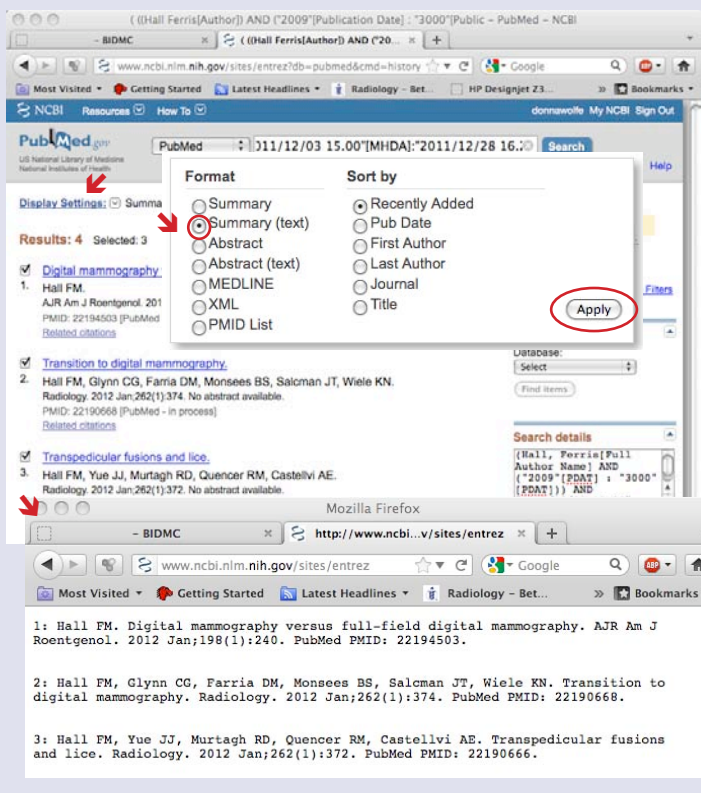 ( ((Hall Ferris[Author]) AND ("2009"[Publication Date] : "3000"[Public – PubMed – NCBI
– BIDMC × ( ((Hall Ferris[Author]) AND ("20... × +
www.ncbi.nlm.nih.gov/sites/entrez?db=pubmed&cmd=history Google ABP
Most Visited Getting Started Latest Headlines Radiology – Bet... HP Designjet Z3... » Bookmarks
NCBI Resources How To donnawolfe My NCBI Sign Out
PubMed.gov
US National Library of Medicine
National Institutes of Health
PubMed 011/12/03 15.00"[MHDA]:"2011/12/28 16.0 Search
Help
Format Sort by
Display Settings: Summa
Summary Recently Added
Summary (text) Pub Date
Abstract First Author
Abstract (text) Last Author
MEDLINE Journal
XML Title
PMID List
Apply
Results: 4 Selected: 3
Filters
Digital mammography
1. Hall FM.
AJR Am J Roentgenol. 201
PMID: 22194503 [PubMed
Related citations
Transition to digital mammography.
2. Hall FM, Glynn CG, Farria DM, Monsees BS, Salcman JT, Wiele KN.
Radiology. 2012 Jan;262(1):374. No abstract available.
PMID: 22190668 [PubMed - in process]
Related citations
Transpedicular fusions and lice.
3. Hall FM, Yue JJ, Murtagh RD, Quencer RM, Castellvi AE.
Radiology. 2012 Jan;262(1):372. No abstract available.
Database:
Select
Find items
Search details
(Hall, Ferris[Full
Author Name] AND
("2009"[PDAT] : "3000"
[PDAT])) AND
Mozilla Firefox
– BIDMC × http://www.ncbi...v/sites/entrez × +
www.ncbi.nlm.nih.gov/sites/entrez Google ABP
Most Visited Getting Started Latest Headlines Radiology – Bet... » Bookmarks
1: Hall FM. Digital mammography versus full-field digital mammography. AJR Am J
Roentgenol. 2012 Jan;198(1):240. PubMed PMID: 22194503.
2: Hall FM, Glynn CG, Farria DM, Monsees BS, Salcman JT, Wiele KN. Transition to
digital mammography. Radiology. 2012 Jan;262(1):374. PubMed PMID: 22190668.
3: Hall FM, Yue JJ, Murtagh RD, Quencer RM, Castellvi AE. Transpedicular fusions
and lice. Radiology. 2012 Jan;262(1):372. PubMed PMID: 22190666.